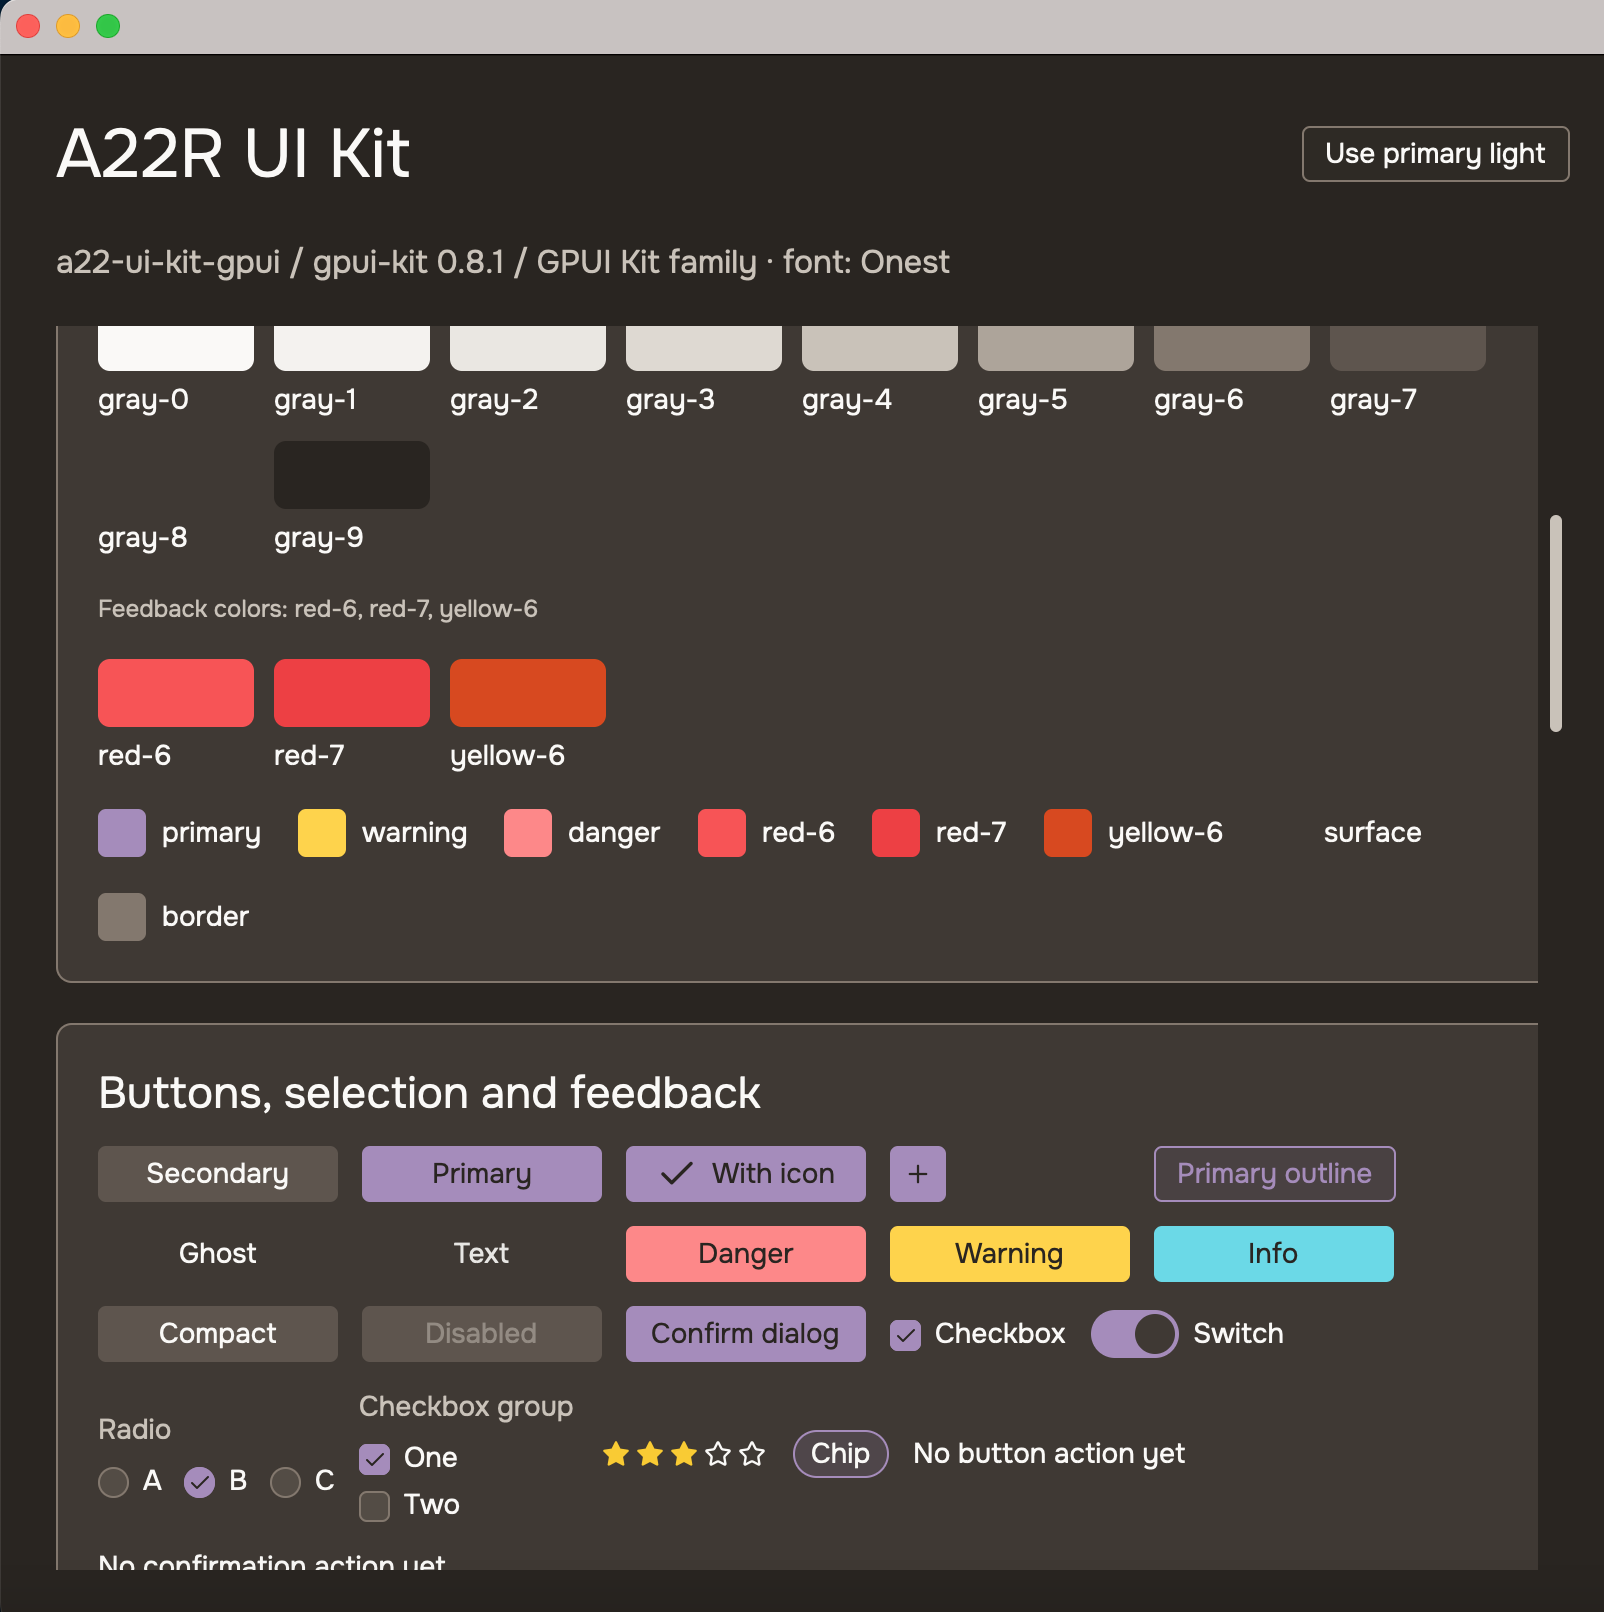 A22R UI Kit
Use primary light
a22-ui-kit-gpui / gpui-kit 0.8.1 / GPUI Kit family · font: Onest
gray-0 gray-1 gray-2 gray-3 gray-4 gray-5 gray-6 gray-7
gray-8 gray-9
Feedback colors: red-6, red-7, yellow-6
red-6 red-7 yellow-6
primary warning danger red-6 red-7 yellow-6 surface
border
Buttons, selection and feedback
Secondary Primary With icon + Primary outline
Ghost Text Danger Warning Info
Compact Disabled Confirm dialog Checkbox Switch
Radio
A B C
Checkbox group
One
Two
Chip No button action yet
No confirmation action yet